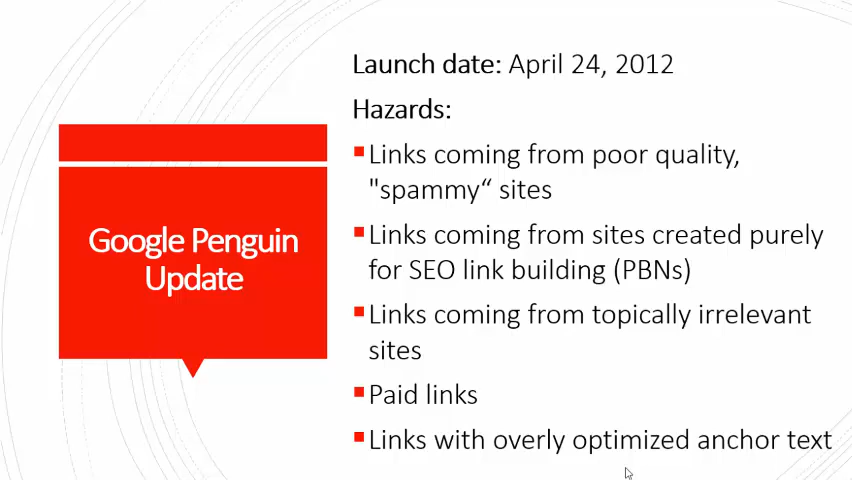 Google Penguin
Update
Launch date: April 24, 2012
Hazards:
▪Links coming from poor quality,
"spammy“ sites
▪Links coming from sites created purely
for SEO link building (PBNs)
▪Links coming from topically irrelevant
sites
▪Paid links
▪Links with overly optimized anchor text